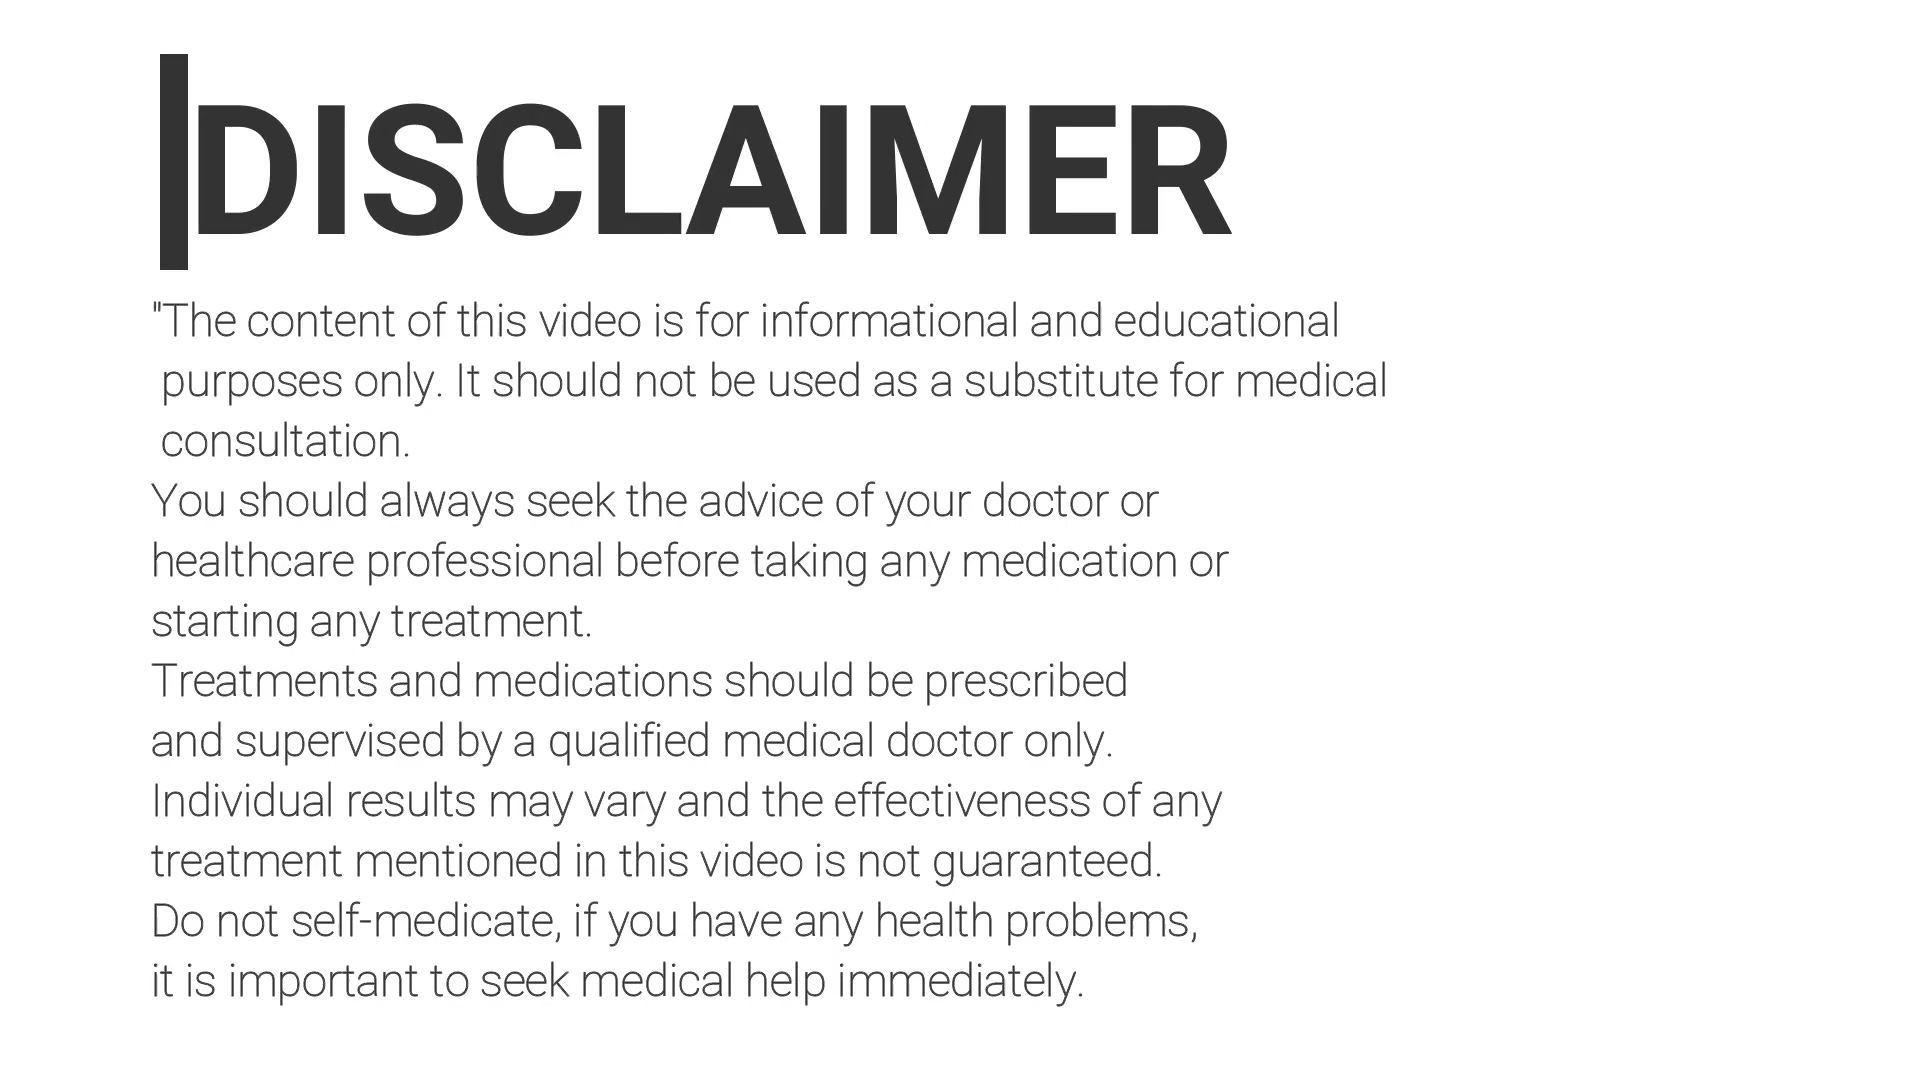 DISCLAIMER
"The content of this video is for informational and educational
purposes only. It should not be used as a substitute for medical
consultation.
You should always seek the advice of your doctor or
healthcare professional before taking any medication or
starting any treatment.
Treatments and medications should be prescribed
and supervised by a qualified medical doctor only.
Individual results may vary and the effectiveness of any
treatment mentioned in this video is not guaranteed.
Do not self-medicate, if you have any health problems,
it is important to seek medical help immediately.